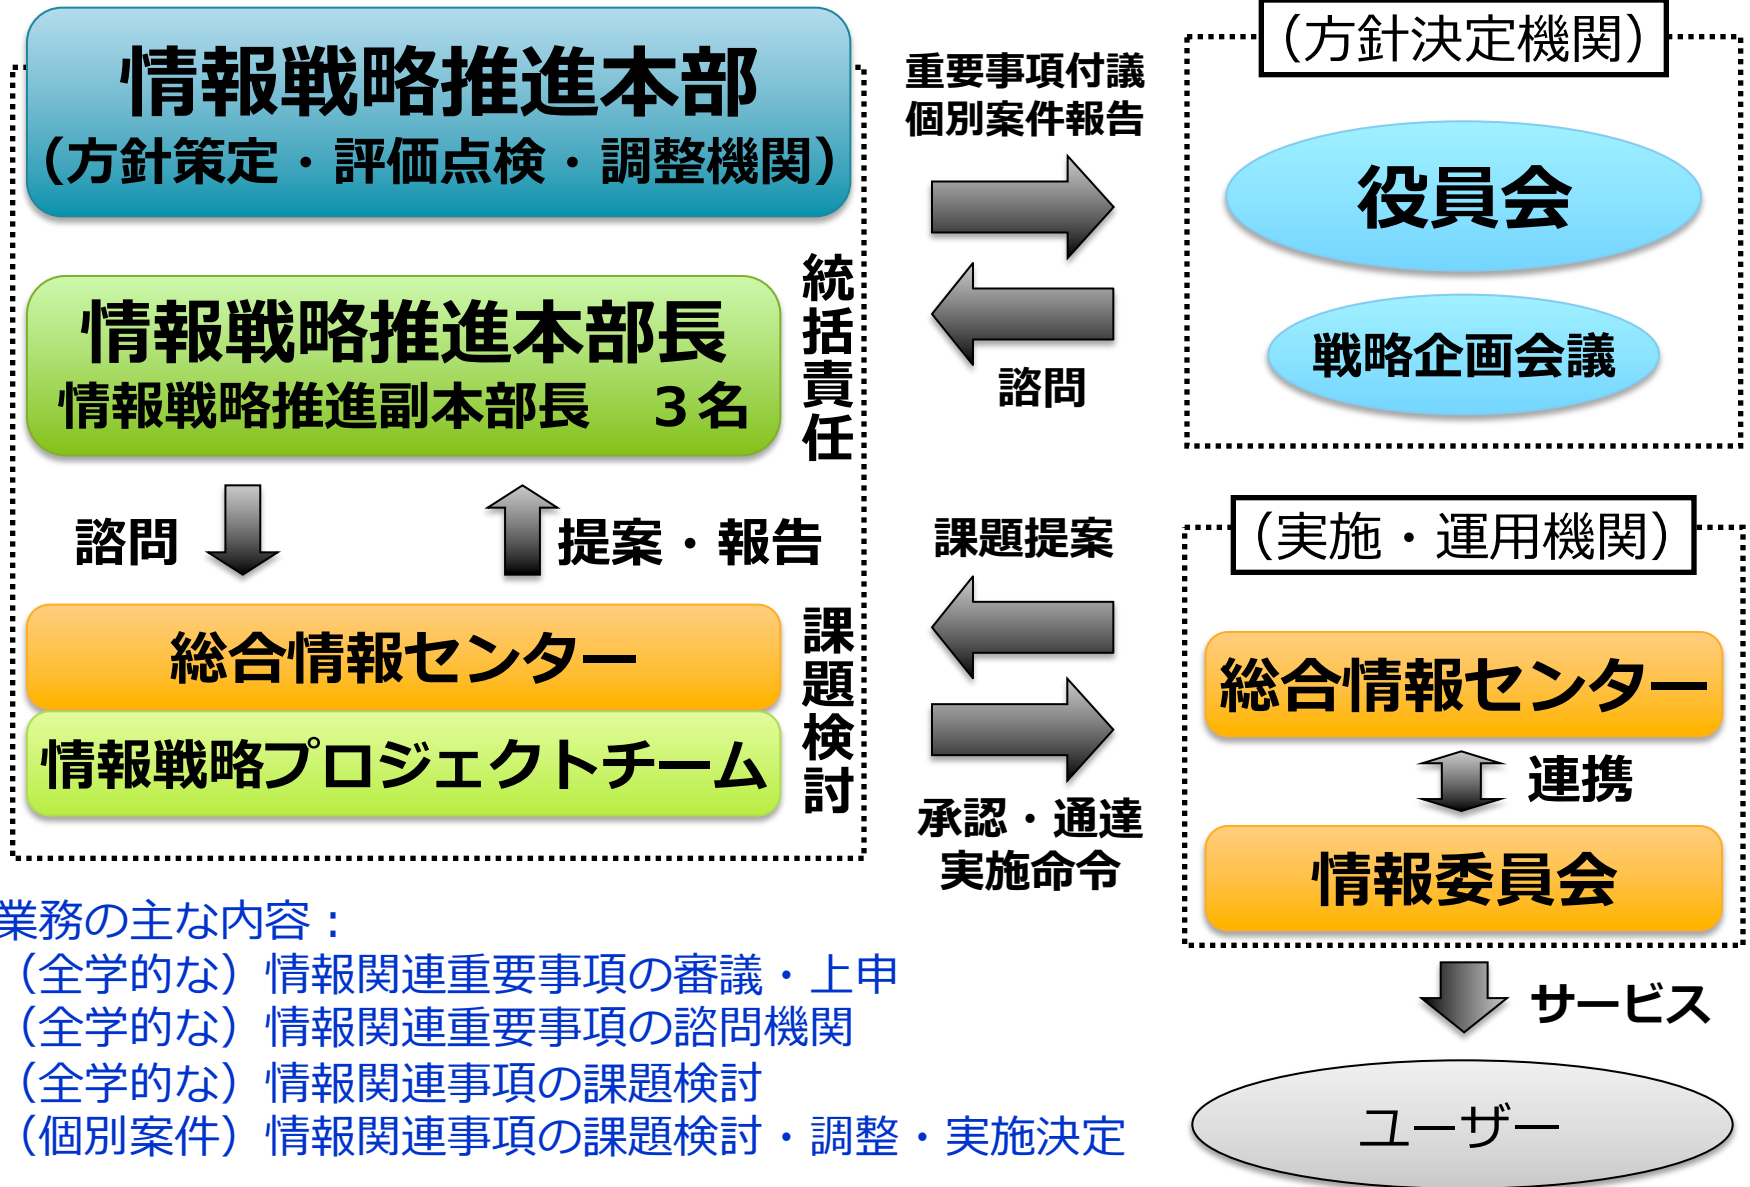 情報戦略推進本部
（方針策定・評価点検・調整機関）
情報戦略推進本部長
情報戦略推進副本部長　３名
統括責任
諮問
提案・報告
総合情報センター
情報戦略プロジェクトチーム
課題検討
重要事項付議
個別案件報告
諮問
課題提案
承認・通達
実施命令
（方針決定機関）
役員会
戦略企画会議
（実施・運用機関）
総合情報センター
連携
情報委員会
サービス
ユーザー
業務の主な内容：
（全学的な）情報関連重要事項の審議・上申
（全学的な）情報関連重要事項の諮問機関
（全学的な）情報関連事項の課題検討
（個別案件）情報関連事項の課題検討・調整・実施決定